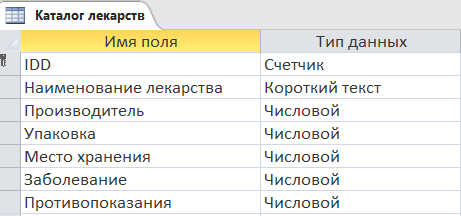 Каталог лекарств
Имя поля Тип данных
IDD Счетчик
Наименование лекарства Короткий текст
Производитель Числовой
Упаковка Числовой
Место хранения Числовой
Заболевание Числовой
Противопоказания Числовой